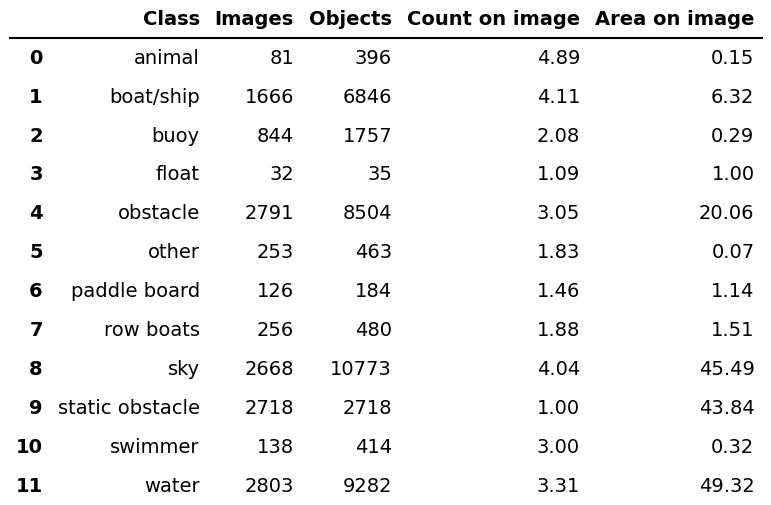 Class Images Objects Count on image Area on image
0 animal 81 396 4.89 0.15
1 boat/ship 1666 6846 4.11 6.32
2 buoy 844 1757 2.08 0.29
3 float 32 35 1.09 1.00
4 obstacle 2791 8504 3.05 20.06
5 other 253 463 1.83 0.07
6 paddle board 126 184 1.46 1.14
7 row boats 256 480 1.88 1.51
8 sky 2668 10773 4.04 45.49
9 static obstacle 2718 2718 1.00 43.84
10 swimmer 138 414 3.00 0.32
11 water 2803 9282 3.31 49.32